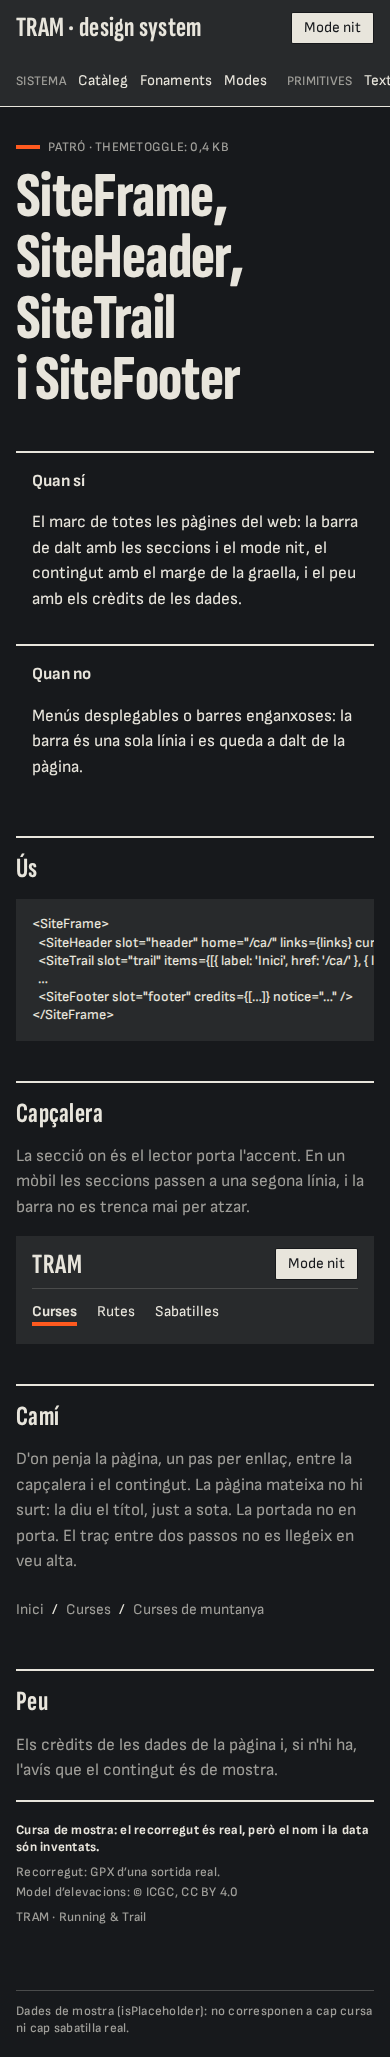 TRAM · design system
Mode nit
SISTEMA Catàleg Fonaments Modes PRIMITIVES Text
PATRÓ · THEMETOGGLE: 0,4 KB
SiteFrame,
SiteHeader,
SiteTrail
i SiteFooter
Quan sí
El marc de totes les pàgines del web: la barra
de dalt amb les seccions i el mode nit, el
contingut amb el marge de la graella, i el peu
amb els crèdits de les dades.
Quan no
Menús desplegables o barres enganxoses: la
barra és una sola línia i es queda a dalt de la
pàgina.
Ús
<SiteFrame>
<SiteHeader slot="header" home="/ca/" links={links} cur
<SiteTrail slot="trail" items={[{ label: 'Inici', href: '/ca/' }, { l
...
<SiteFooter slot="footer" credits={[...]} notice="..." />
</SiteFrame>
Capçalera
La secció on és el lector porta l'accent. En un
mòbil les seccions passen a una segona línia, i la
barra no es trenca mai per atzar.
TRAM
Mode nit
Curses Rutes Sabatilles
Camí
D'on penja la pàgina, un pas per enllaç, entre la
capçalera i el contingut. La pàgina mateixa no hi
surt: la diu el títol, just a sota. La portada no en
porta. El traç entre dos passos no es llegeix en
veu alta.
Inici / Curses / Curses de muntanya
Peu
Els crèdits de les dades de la pàgina i, si n'hi ha,
l'avís que el contingut és de mostra.
Cursa de mostra: el recorregut és real, però el nom i la data
són inventats.
Recorregut: GPX d’una sortida real.
Model d’elevacions: © ICGC, CC BY 4.0
TRAM · Running & Trail
Dades de mostra (isPlaceholder): no corresponen a cap cursa
ni cap sabatilla real.